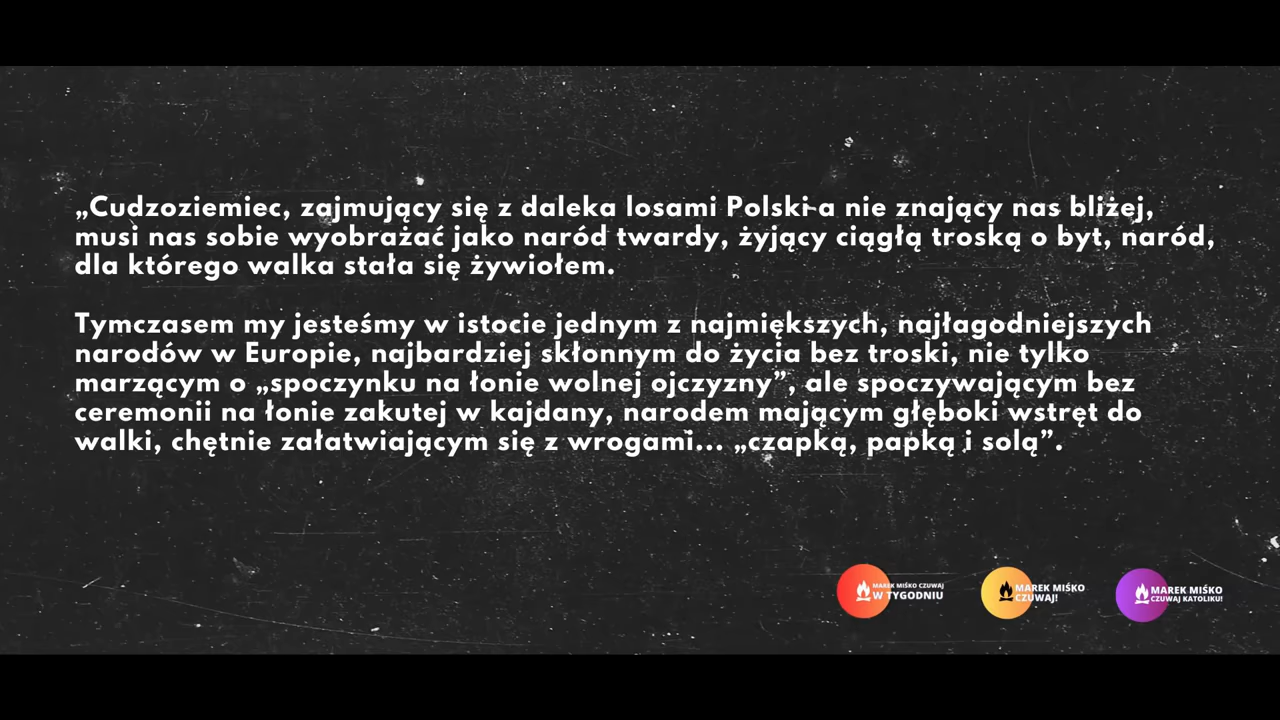 „Cudzoziemiec, zajmujący się z daleka losami Polski a nie znający nas bliżej,
musi nas sobie wyobrażać jako naród twardy, żyjący ciągłą troską o byt, naród,
dla którego walka stała się żywiołem.
Tymczasem my jesteśmy w istocie jednym z najmiększych, najłagodniejszych
narodów w Europie, najbardziej skłonnym do życia bez troski, nie tylko
marzącym o „spoczynku na łonie wolnej ojczyzny”, ale spoczywającym bez
ceremonii na łonie zakutej w kajdany, narodem mającym głęboki wstręt do
walki, chętnie załatwiającym się z wrogami... „czapką, papką i solą”.
MAREK MIŚKO CZUWAJ
W TYGODNIU
MAREK MIŚKO
CZUWAJ!
MAREK MIŚKO
CZUWAJ KATOLIKU!